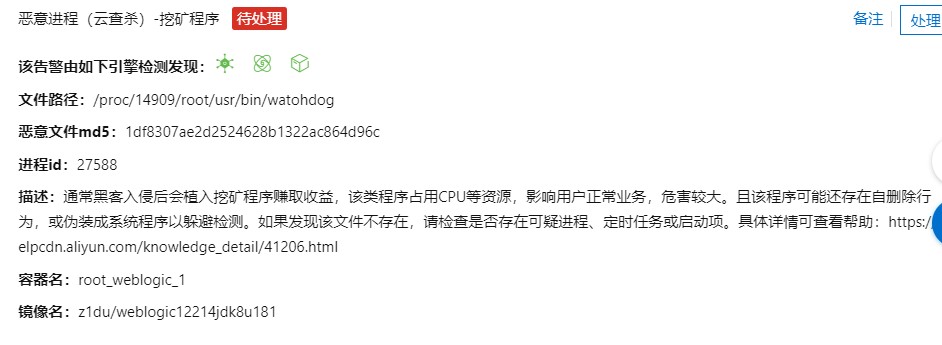 恶意进程（云查杀）-挖矿程序 待处理 备注 处理
该告警由如下引擎检测发现：
文件路径：/proc/14909/root/usr/bin/watohdog
恶意文件md5：1df8307ae2d2524628b1322ac864d96c
进程id：27588
描述：通常黑客入侵后会植入挖矿程序赚取收益，该类程序占用CPU等资源，影响用户正常业务，危害较大。且该程序可能还存在自删除行
为，或伪装成系统程序以躲避检测。如果发现该文件不存在，请检查是否存在可疑进程、定时任务或启动项。具体详情可查看帮助：https:/
elpcdn.aliyun.com/knowledge_detail/41206.html
容器名：root_weblogic_1
镜像名：z1du/weblogic12214jdk8u181